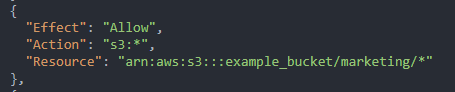 {
"Effect": "Allow",
"Action": "s3:*",
"Resource": "arn:aws:s3:::example_bucket/marketing/*"
},